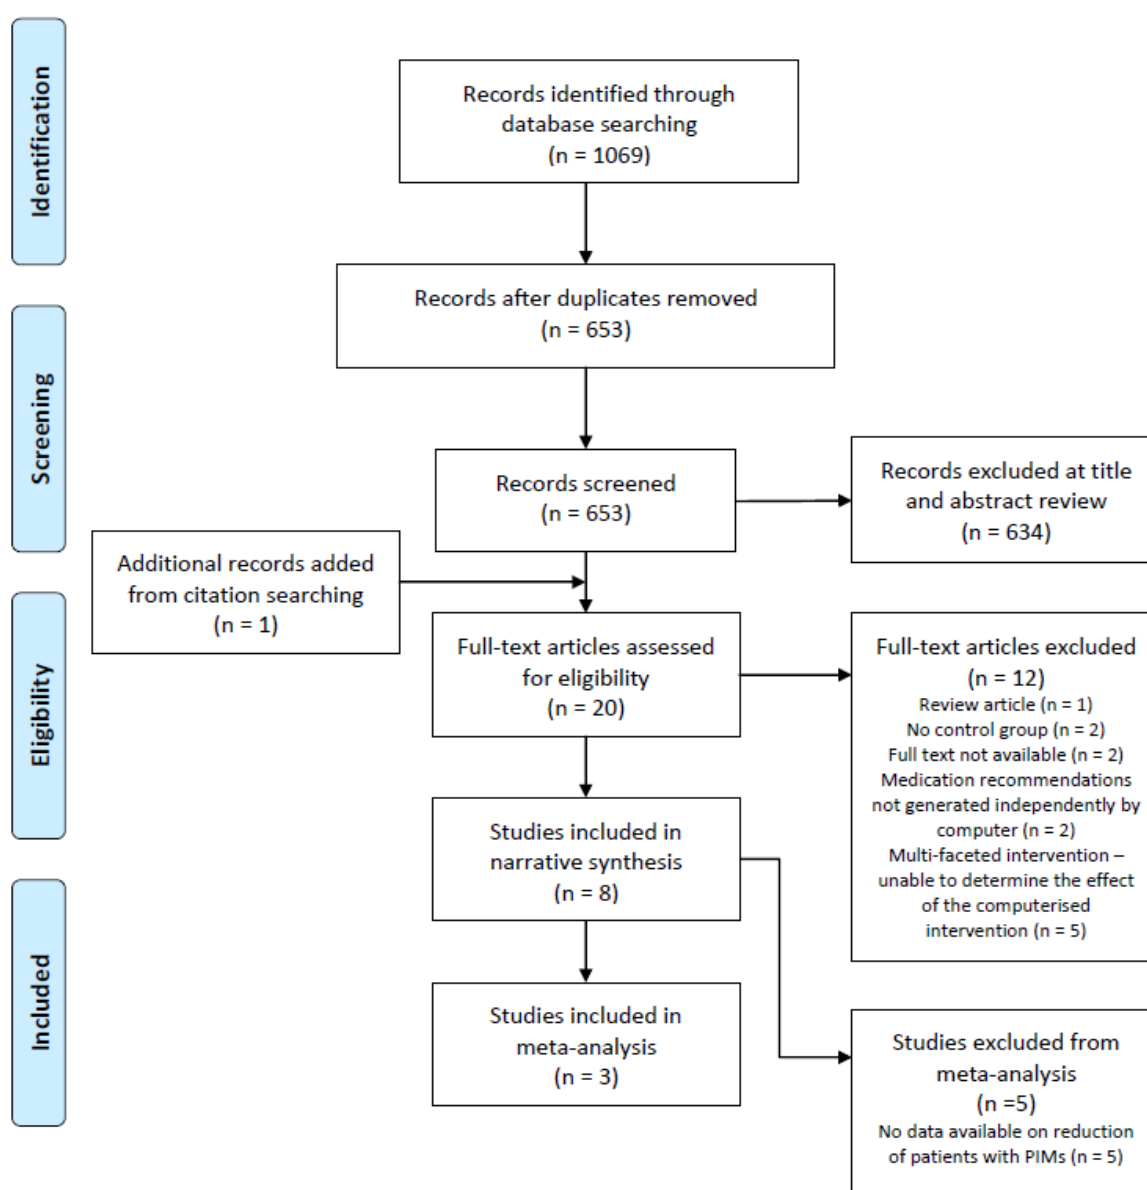 Identification
Records identified through
database searching
(n = 1069)
Records after duplicates removed
(n = 653)
Screening
Records screened
(n = 653)
Records excluded at title
and abstract review
(n = 634)
Additional records added
from citation searching
(n = 1)
Eligibility
Full-text articles assessed
for eligibility
(n = 20)
Full-text articles excluded
(n = 12)
Review article (n = 1)
No control group (n = 2)
Full text not available (n = 2)
Medication recommendations
not generated independently by
computer (n = 2)
Multi-faceted intervention –
unable to determine the effect
of the computerised
intervention (n = 5)
Studies included in
narrative synthesis
(n = 8)
Included
Studies included in
meta-analysis
(n = 3)
Studies excluded from
meta-analysis
(n =5)
No data available on reduction
of patients with PIMs (n = 5)